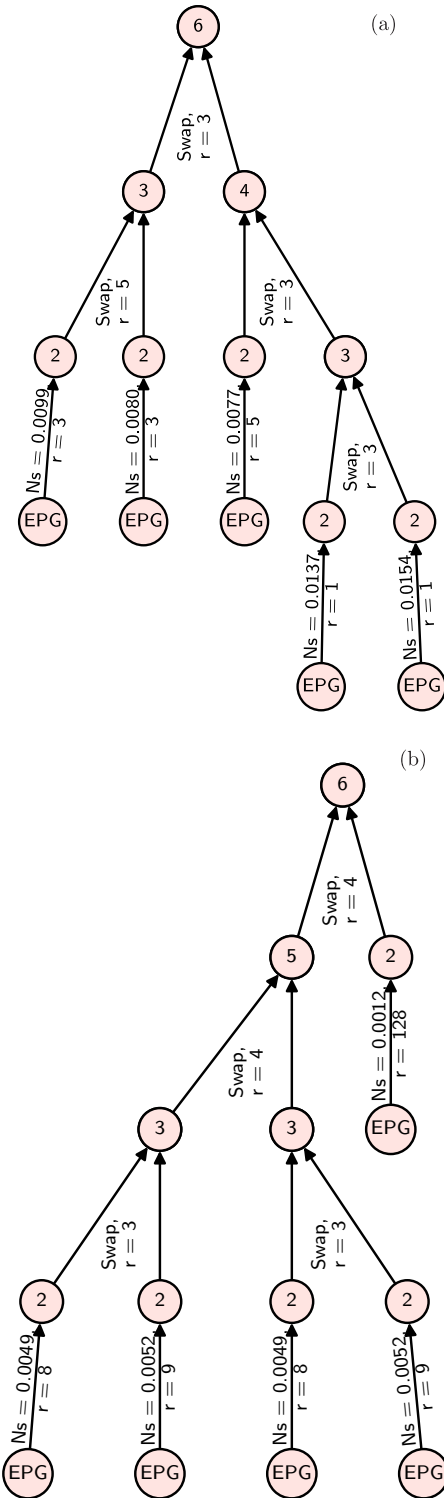 (a)
6
Swap,
r = 3
3
4
Swap,
r = 5
Swap,
r = 3
2
2
2
3
Ns = 0.0099,
r = 3
Ns = 0.0080,
r = 3
Ns = 0.0077,
r = 5
Swap,
r = 3
EPG
EPG
EPG
2
2
Ns = 0.0137,
r = 1
Ns = 0.0154,
r = 1
EPG
EPG
(b)
6
Swap,
r = 4
5
2
Swap,
r = 4
Ns = 0.0012,
r = 128
3
3
EPG
Swap,
r = 3
Swap,
r = 3
2
2
2
2
Ns = 0.0049,
r = 8
Ns = 0.0052,
r = 9
Ns = 0.0049,
r = 8
Ns = 0.0052,
r = 9
EPG
EPG
EPG
EPG